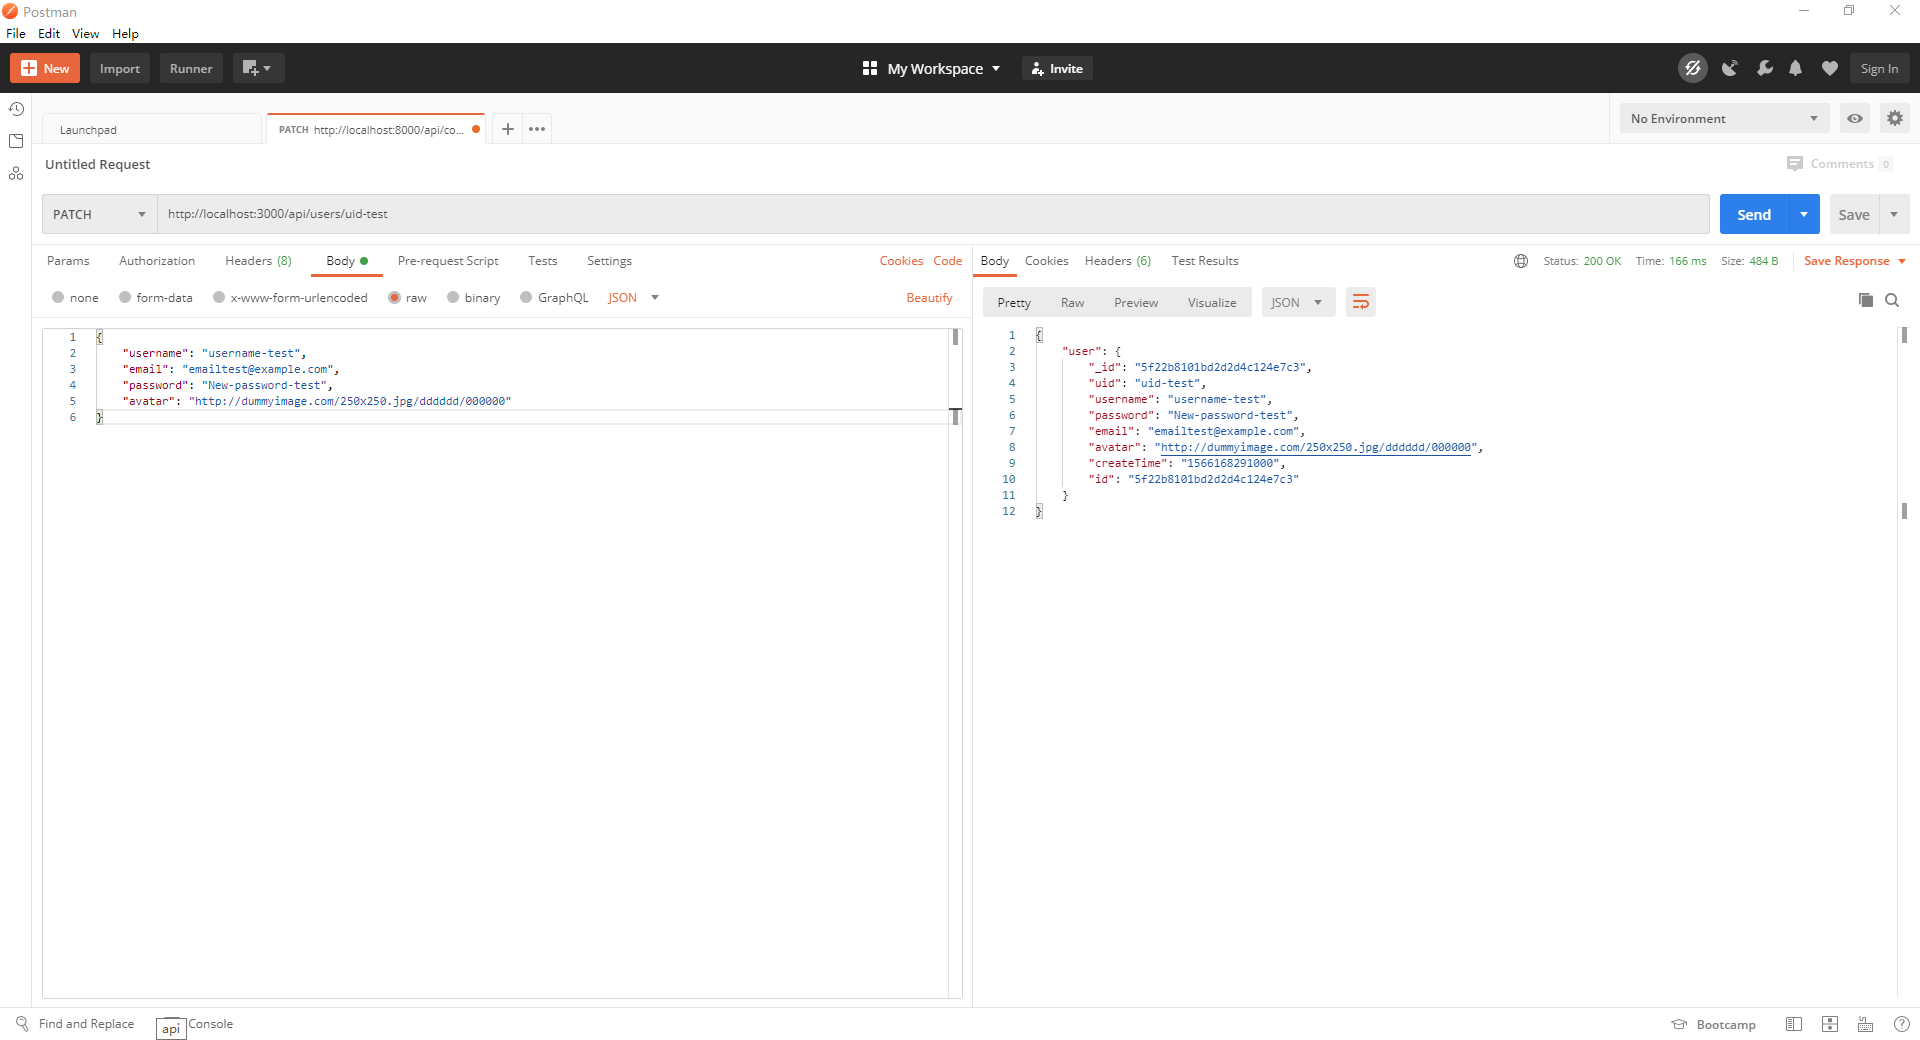 Postman
File Edit View Help
New Import Runner My Workspace Invite Sign In
Launchpad PATCH http://localhost:8000/api/co... No Environment
Untitled Request Comments 0
PATCH http://localhost:3000/api/users/uid-test Send Save
Params Authorization Headers (8) Body Pre-request Script Tests Settings Cookies Code
none form-data x-www-form-urlencoded raw binary GraphQL JSON Beautify
1 {
2 "username": "username-test",
3 "email": "emailtest@example.com",
4 "password": "New-password-test",
5 "avatar": "http://dummyimage.com/250x250.jpg/dddddd/000000"
6 }
Body Cookies Headers (6) Test Results Status: 200 OK Time: 166 ms Size: 484 B Save Response
Pretty Raw Preview Visualize JSON
1 {
2 "user": {
3 "_id": "5f22b8101bd2d2d4c124e7c3",
4 "uid": "uid-test",
5 "username": "username-test",
6 "password": "New-password-test",
7 "email": "emailtest@example.com",
8 "avatar": "http://dummyimage.com/250x250.jpg/dddddd/000000",
9 "createTime": "1566168291000",
10 "id": "5f22b8101bd2d2d4c124e7c3"
11 }
12 }
Find and Replace api Console Bootcamp